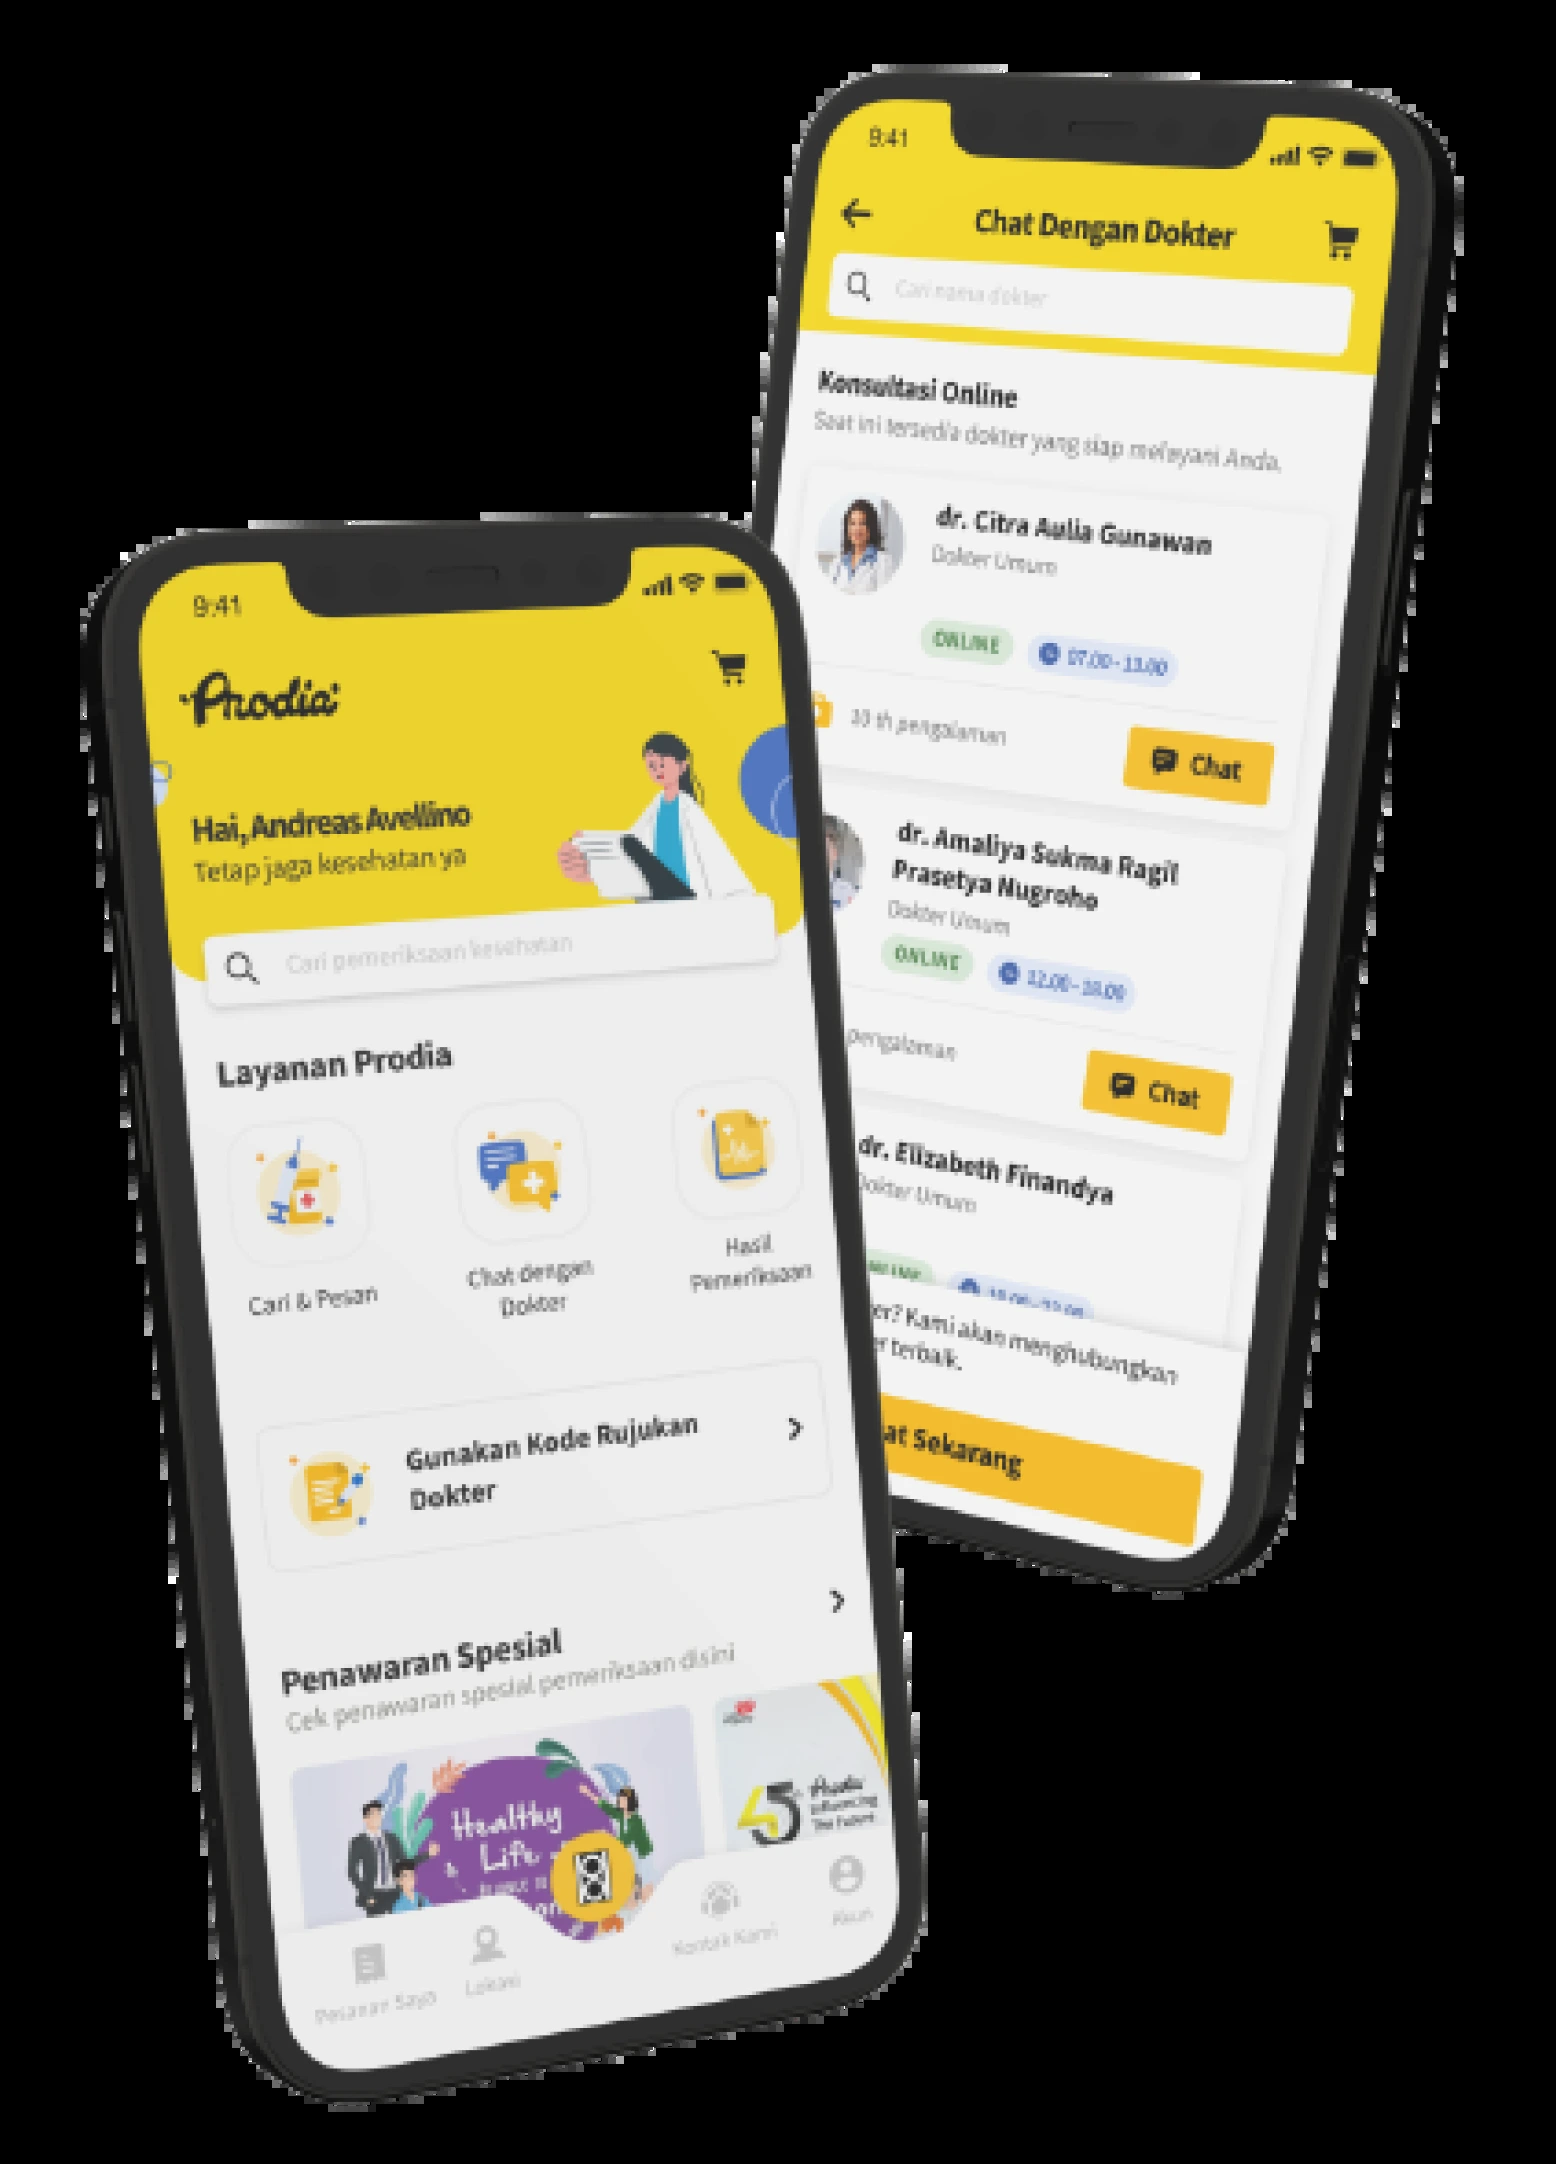 9:41
Prodia
Hai, Andreas Avellino
Tetap jaga kesehatan ya
Cari pemeriksaan kesehatan
Layanan Prodia
Cari & Pesan
Chat dengan
Dokter
Hasil
Pemeriksaan
Gunakan Kode Rujukan
Dokter
Penawaran Spesial
Cek penawaran spesial pemeriksaan disini
Healthy
Life
45
Prodia
Influencing
The Future
Pesanan Saya
Lokasi
Kontak Kami
Akun
9:41
Chat Dengan Dokter
Cari nama dokter
Konsultasi Online
Saat ini tersedia dokter yang siap melayani Anda.
dr. Citra Aulia Gunawan
Dokter Umum
ONLINE
07.00 - 13.00
10 th pengalaman
Chat
dr. Amaliya Sukma Ragil
Prasetya Nugroho
Dokter Umum
ONLINE
12.00 - 18.00
pengalaman
Chat
dr. Elizabeth Finandya
Dokter Umum
er? Kami akan menghubungkan
er terbaik.
at Sekarang